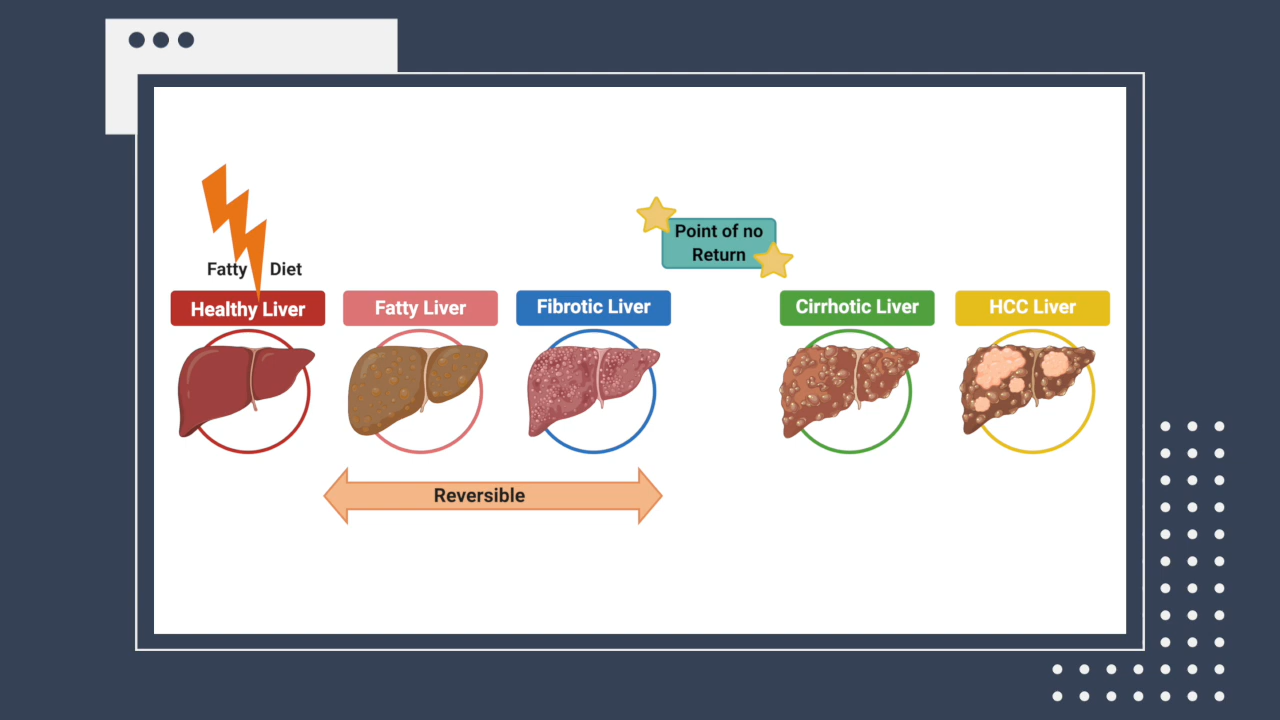 Fatty Diet
Point of no
Return
Healthy Liver
Fatty Liver
Fibrotic Liver
Cirrhotic Liver
HCC Liver
Reversible